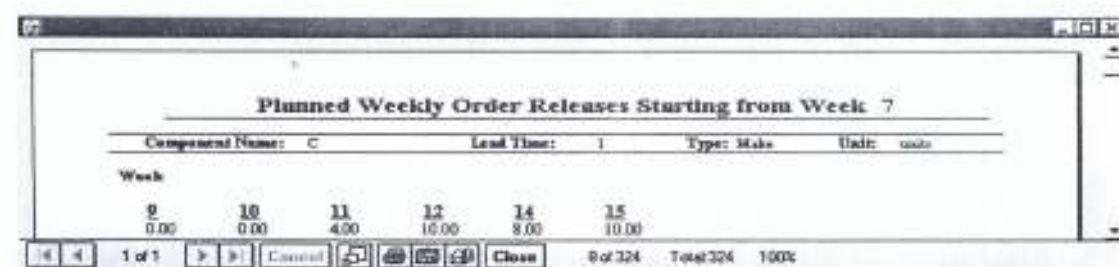 Planned Weekly Order Releases Starting from Week 7
Component Name: C Lead Time: 1 Type: Make Unit: units
Week
9 10 11 12 14 15
0.00 0.00 4.00 10.00 8.00 10.00
1 of 1 Cancel Close 8 of 324 Total:324 100%